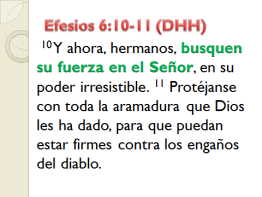 Efesios 6:10-11 (DHH)
10Y ahora, hermanos, busquen
su fuerza en el Señor, en su
poder irresistible. 11 Protéjanse
con toda la aramadura que Dios
les ha dado, para que puedan
estar firmes contra los engaños
del diablo.